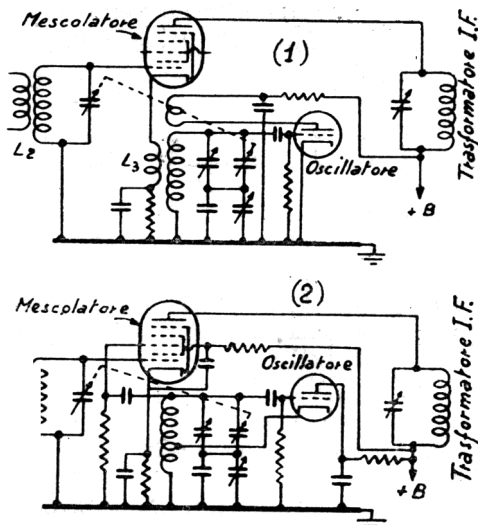 Mescolatore
(1)
L2
L3
Oscillatore
+B
Trasformatore I.F.
(2)
Mescolatore
Oscillatore
+B
Trasformatore I.F.